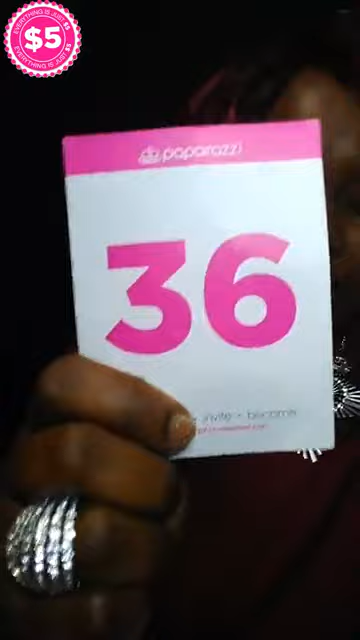 EVERYTHING IS JUST $5
$5
EVERYTHING IS JUST $5
paparazzi
36
invite • become